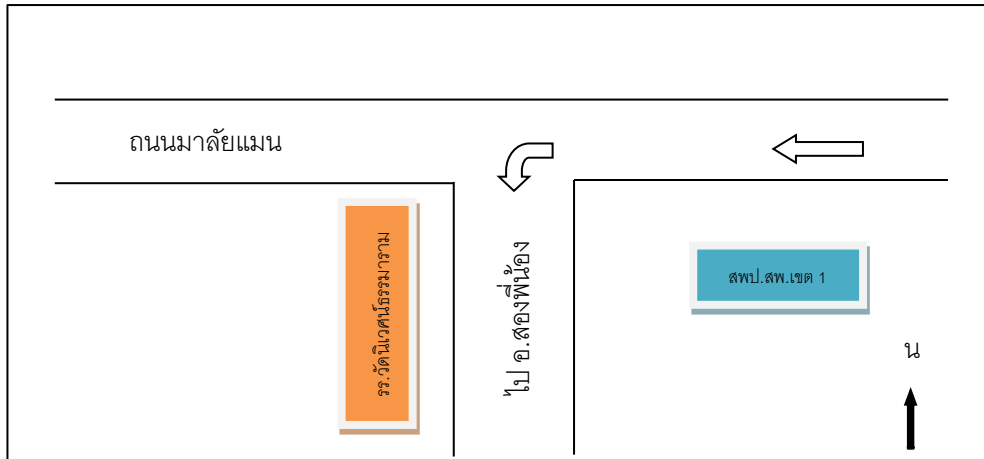 ถนนมาลัยแมน
รร.วัดนิเวศน์ธรรมาราม
ไป อ.สองพี่น้อง
สพป.สพ.เขต 1
น